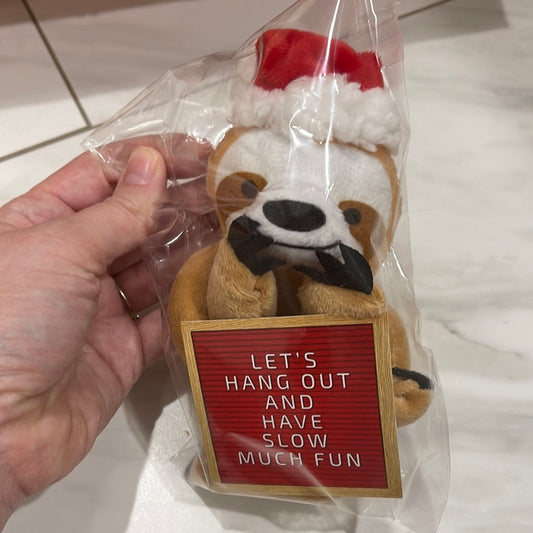 LET'S
HANG OUT
AND
HAVE
SLOW
MUCH FUN